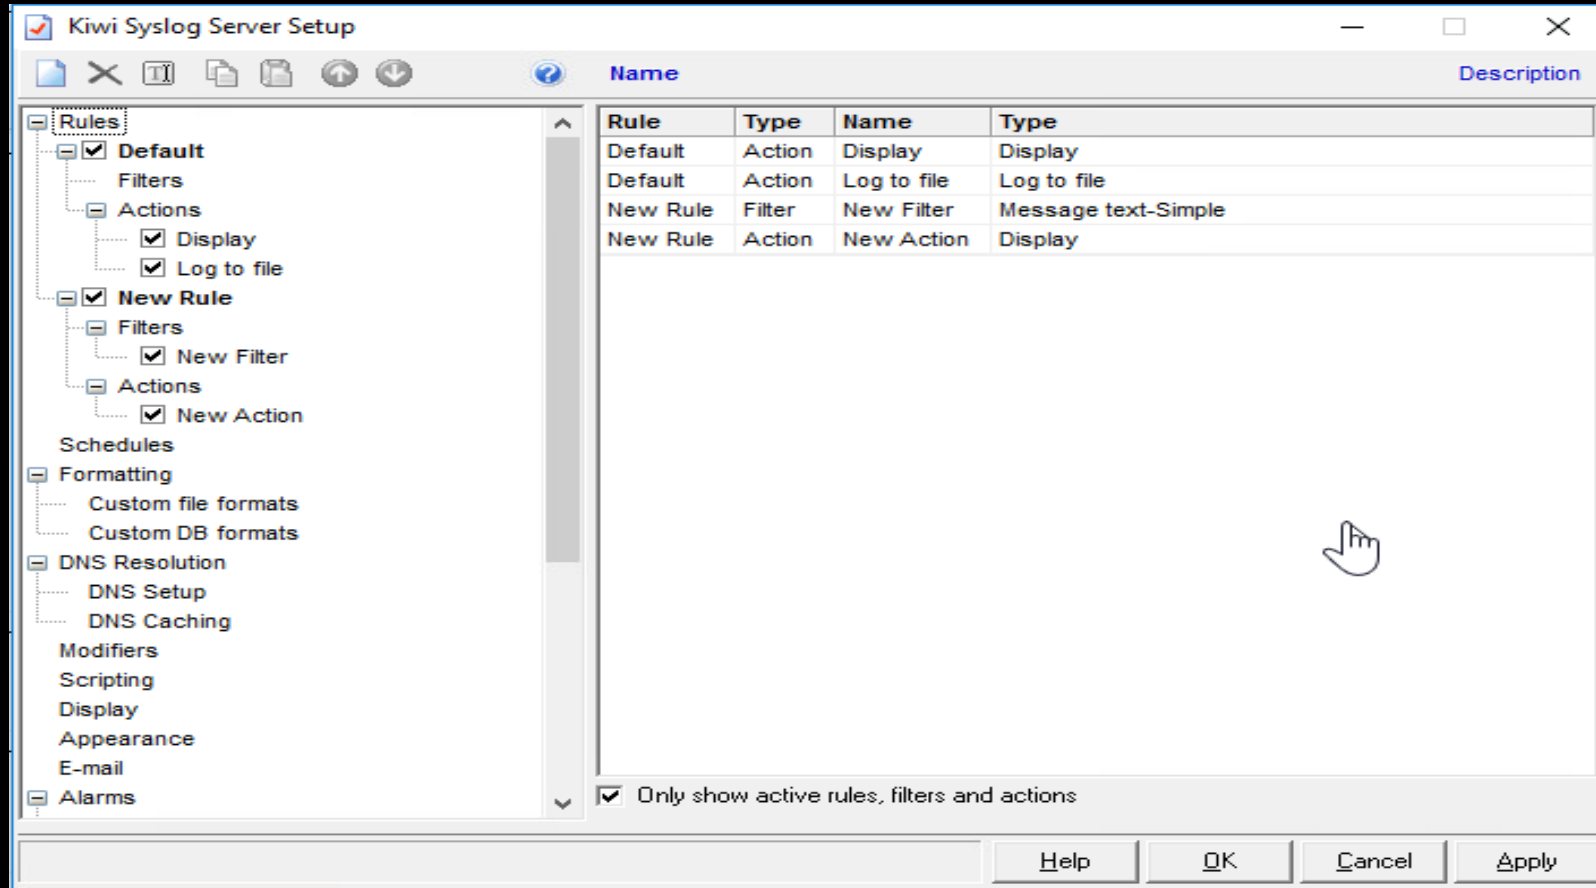 Kiwi Syslog Server Setup
Name Description
Rules
Default
Filters
Actions
Display
Log to file
New Rule
Filters
New Filter
Actions
New Action
Schedules
Formatting
Custom file formats
Custom DB formats
DNS Resolution
DNS Setup
DNS Caching
Modifiers
Scripting
Display
Appearance
E-mail
Alarms
Rule Type Name Type
Default Action Display Display
Default Action Log to file Log to file
New Rule Filter New Filter Message text-Simple
New Rule Action New Action Display
Only show active rules, filters and actions
Help OK Cancel Apply